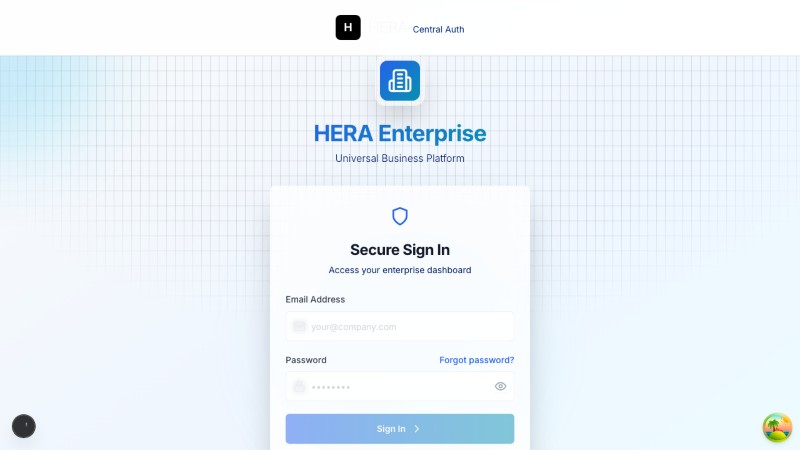 H HERA Central Auth
HERA Enterprise
Universal Business Platform
Secure Sign In
Access your enterprise dashboard
Email Address
your@company.com
Password Forgot password?
Sign In